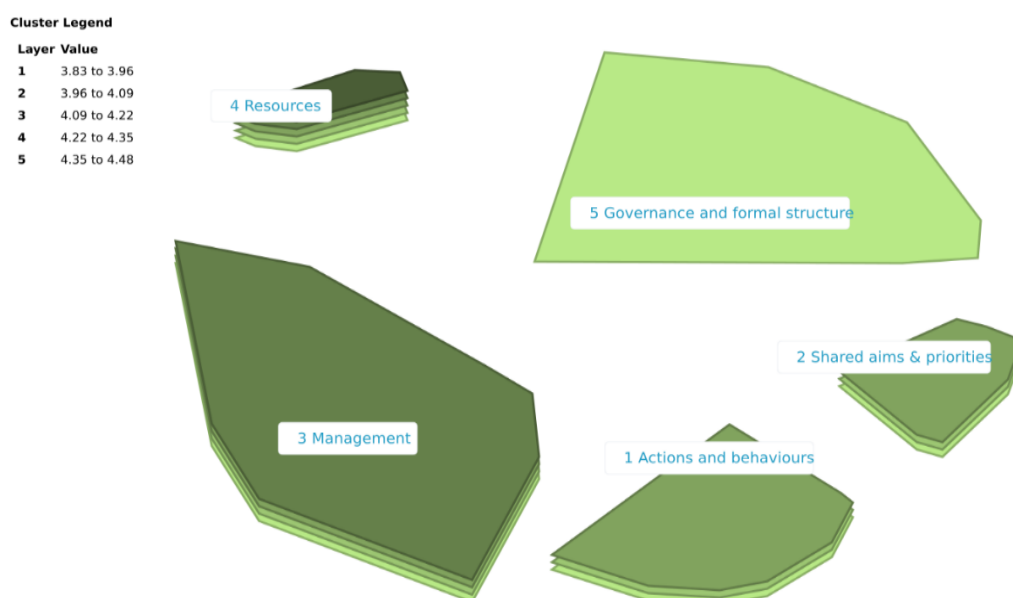 Cluster Legend
Layer Value
1 3.83 to 3.96
2 3.96 to 4.09
3 4.09 to 4.22
4 4.22 to 4.35
5 4.35 to 4.48
4 Resources
5 Governance and formal structure
2 Shared aims & priorities
3 Management
1 Actions and behaviours